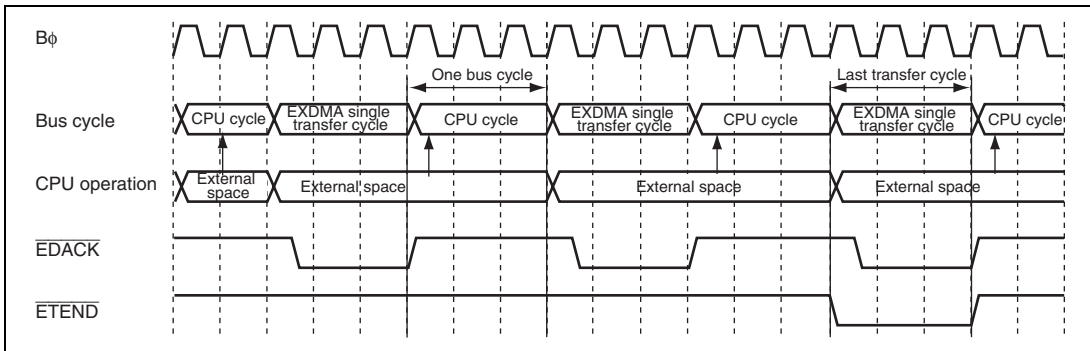 Bφ
One bus cycle
Last transfer cycle
Bus cycle
CPU cycle
EXDMA single
transfer cycle
CPU cycle
EXDMA single
transfer cycle
CPU cycle
EXDMA single
transfer cycle
CPU cycle
CPU operation
External
space
External space
External space
External space
EDACK
ETEND